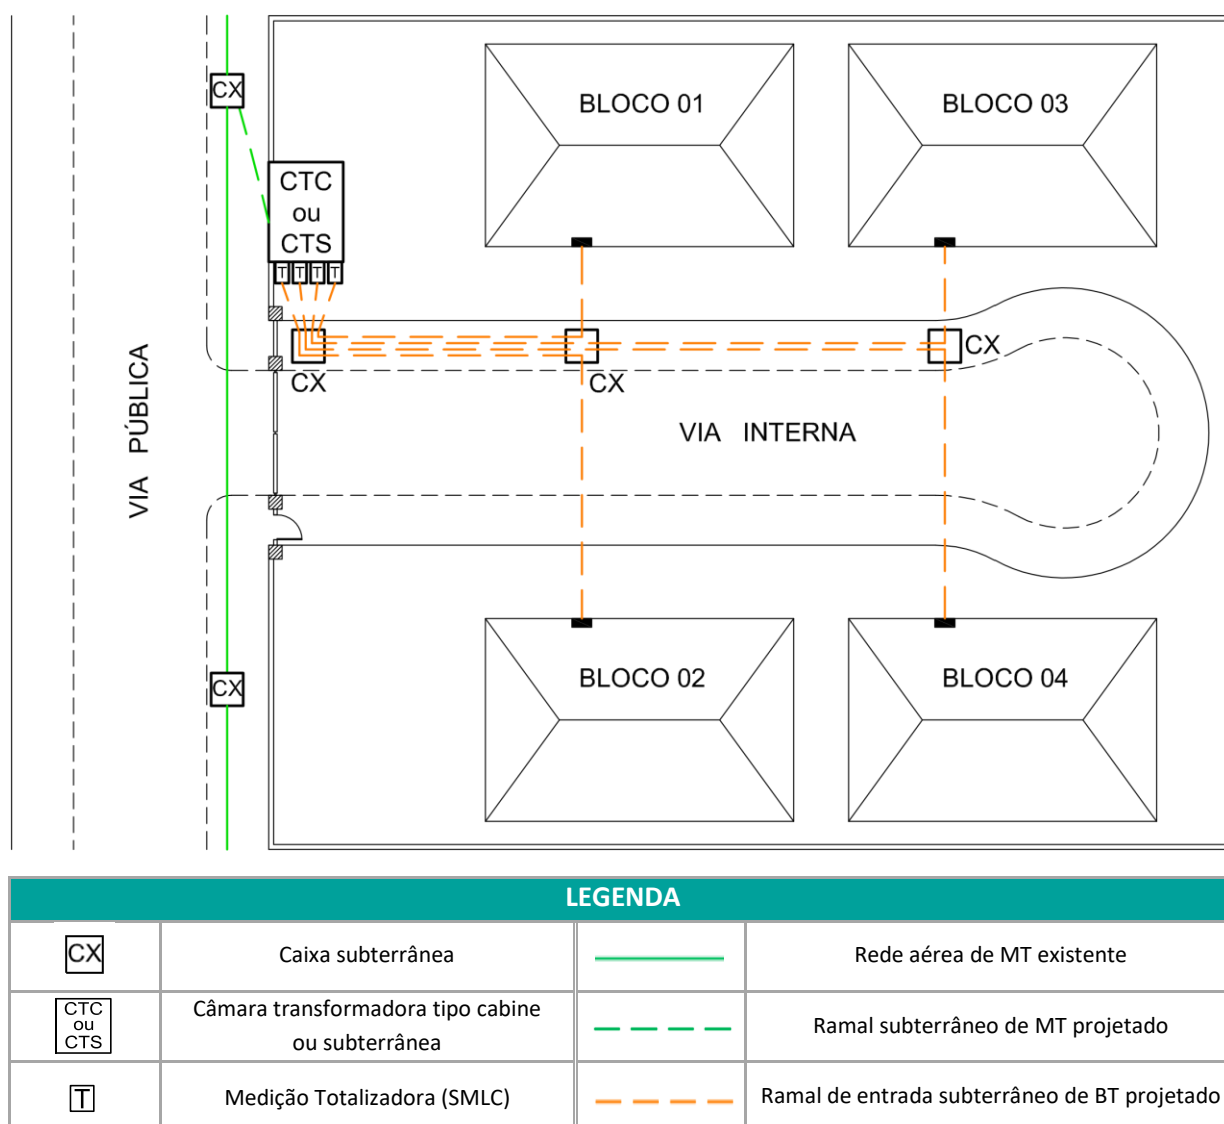 CX
BLOCO 01
BLOCO 03
CTC
ou
CTS
T T T T
CX
CX
CX
VIA PÚBLICA
VIA INTERNA
CX
BLOCO 02
BLOCO 04
LEGENDA
CX
Caixa subterrânea
Rede aérea de MT existente
CTC
ou
CTS
Câmara transformadora tipo cabine
ou subterrânea
Ramal subterrâneo de MT projetado
T
Medição Totalizadora (SMLC)
Ramal de entrada subterrâneo de BT projetado